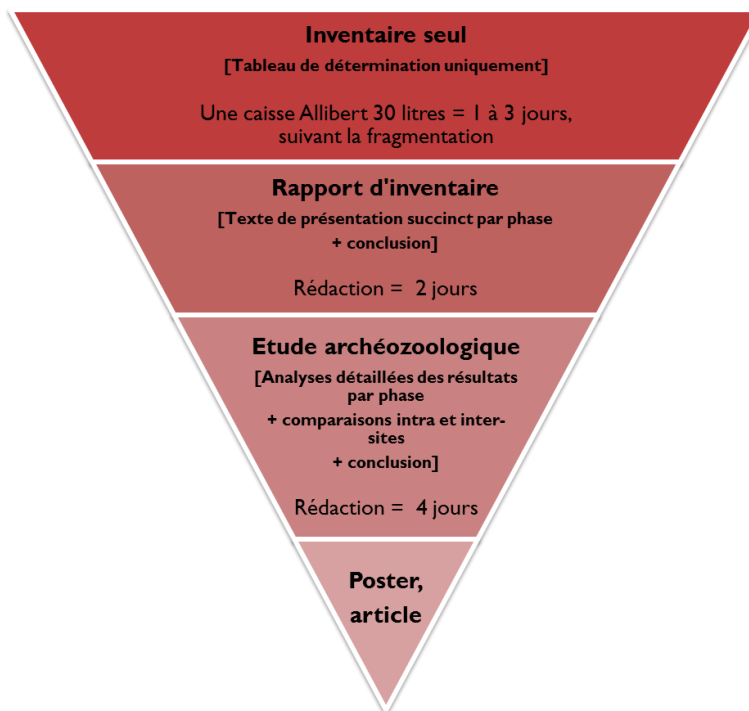 Inventaire seul
[Tableau de détermination uniquement]
Une caisse Allibert 30 litres = 1 à 3 jours,
suivant la fragmentation
Rapport d'inventaire
[Texte de présentation succinct par phase
+ conclusion]
Rédaction = 2 jours
Etude archéozoologique
[Analyses détaillées des résultats
par phase
+ comparaisons intra et inter-
sites
+ conclusion]
Rédaction = 4 jours
Poster,
article